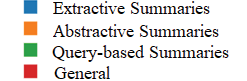 Extractive Summaries
Abstractive Summaries
Query-based Summaries
General